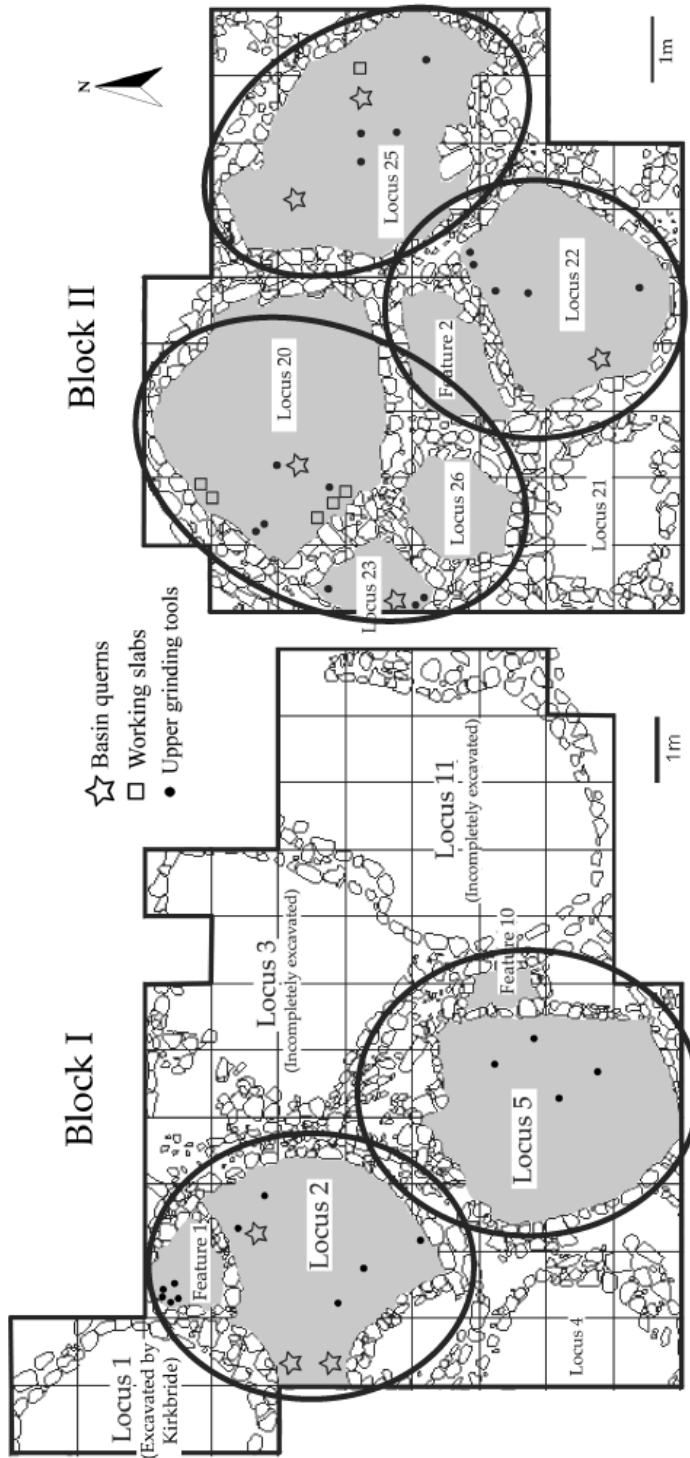 Block I
Block II
N
Basin querns
Working slabs
Upper grinding tools
Locus 1
(Excavated by
Kirkbride)
Feature 1
Locus 2
Locus 3
(Incompletely excavated)
Locus 4
Locus 5
Feature 10
Locus 11
(Incompletely excavated)
1m
Locus 20
Locus 23
Locus 26
Feature 2
Locus 25
Locus 22
Locus 21
1m